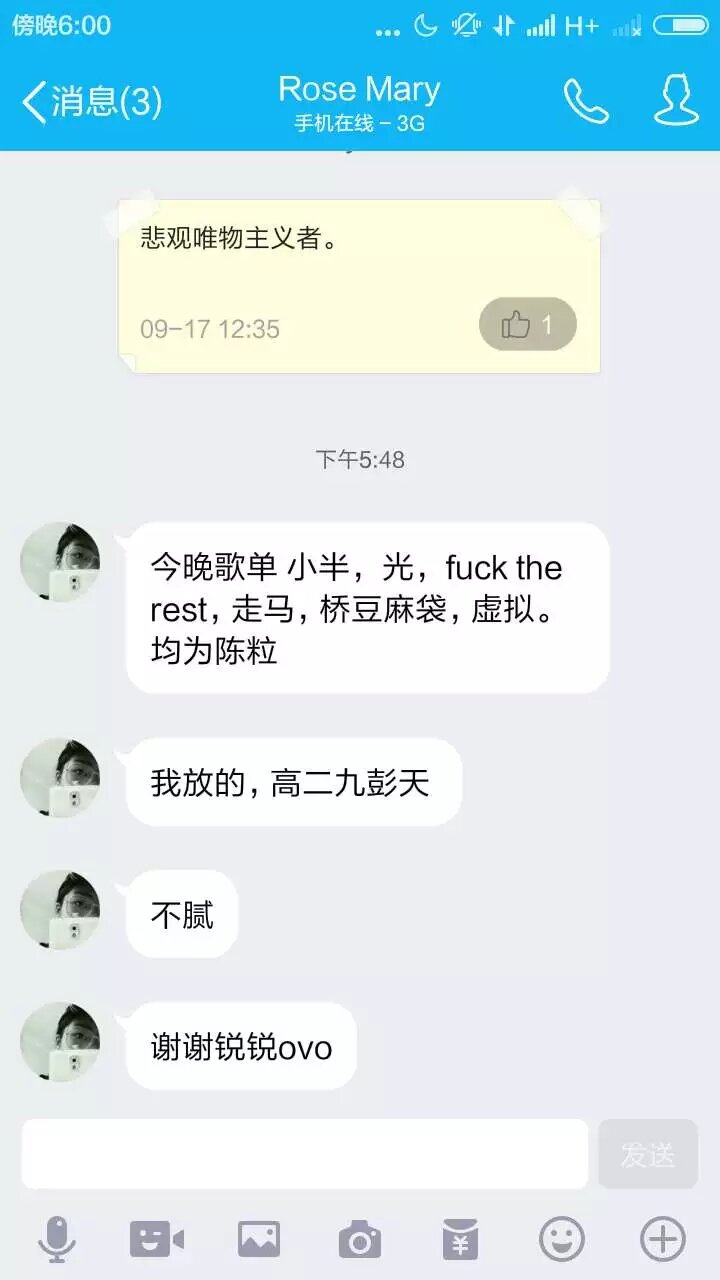 傍晚6:00
H+
消息(3)
Rose Mary
手机在线 – 3G
悲观唯物主义者。
09-17 12:35
1
下午5:48
今晚歌单 小半，光，fuck the
rest，走马，桥豆麻袋，虚拟。
均为陈粒
我放的，高二九彭天
不腻
谢谢锐锐ovo
发送